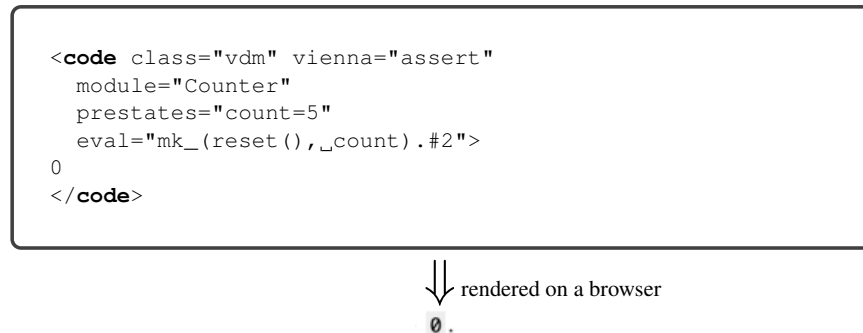 <code class="vdm" vienna="assert"
module="Counter"
prestates="count=5"
eval="mk_(reset(),␣count).#2">
0
</code>
rendered on a browser
0.